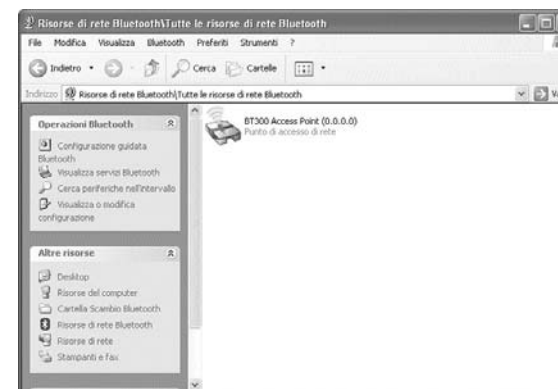 Risorse di rete Bluetooth\Tutte le risorse di rete Bluetooth
File Modifica Visualizza Bluetooth Preferiti Strumenti ?
Indietro Cerca Cartelle
Indirizzo Risorse di rete Bluetooth\Tutte le risorse di rete Bluetooth
Operazioni Bluetooth
Configurazione guidata
Bluetooth
Visualizza servizi Bluetooth
Cerca periferiche nell'intervallo
Visualizza o modifica
configurazione
Altre risorse
Desktop
Risorse del computer
Cartella Scambio Bluetooth
Risorse di rete Bluetooth
Risorse di rete
Stampanti e fax
BT300 Access Point (0.0.0.0)
Punto di accesso di rete